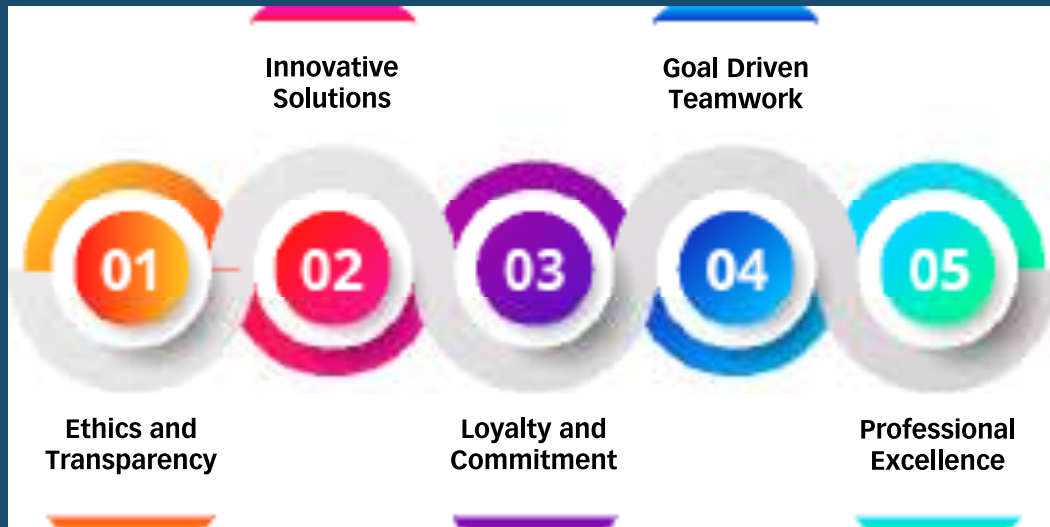 Innovative
Solutions
Goal Driven
Teamwork
01
02
03
04
05
Ethics and
Transparency
Loyalty and
Commitment
Professional
Excellence